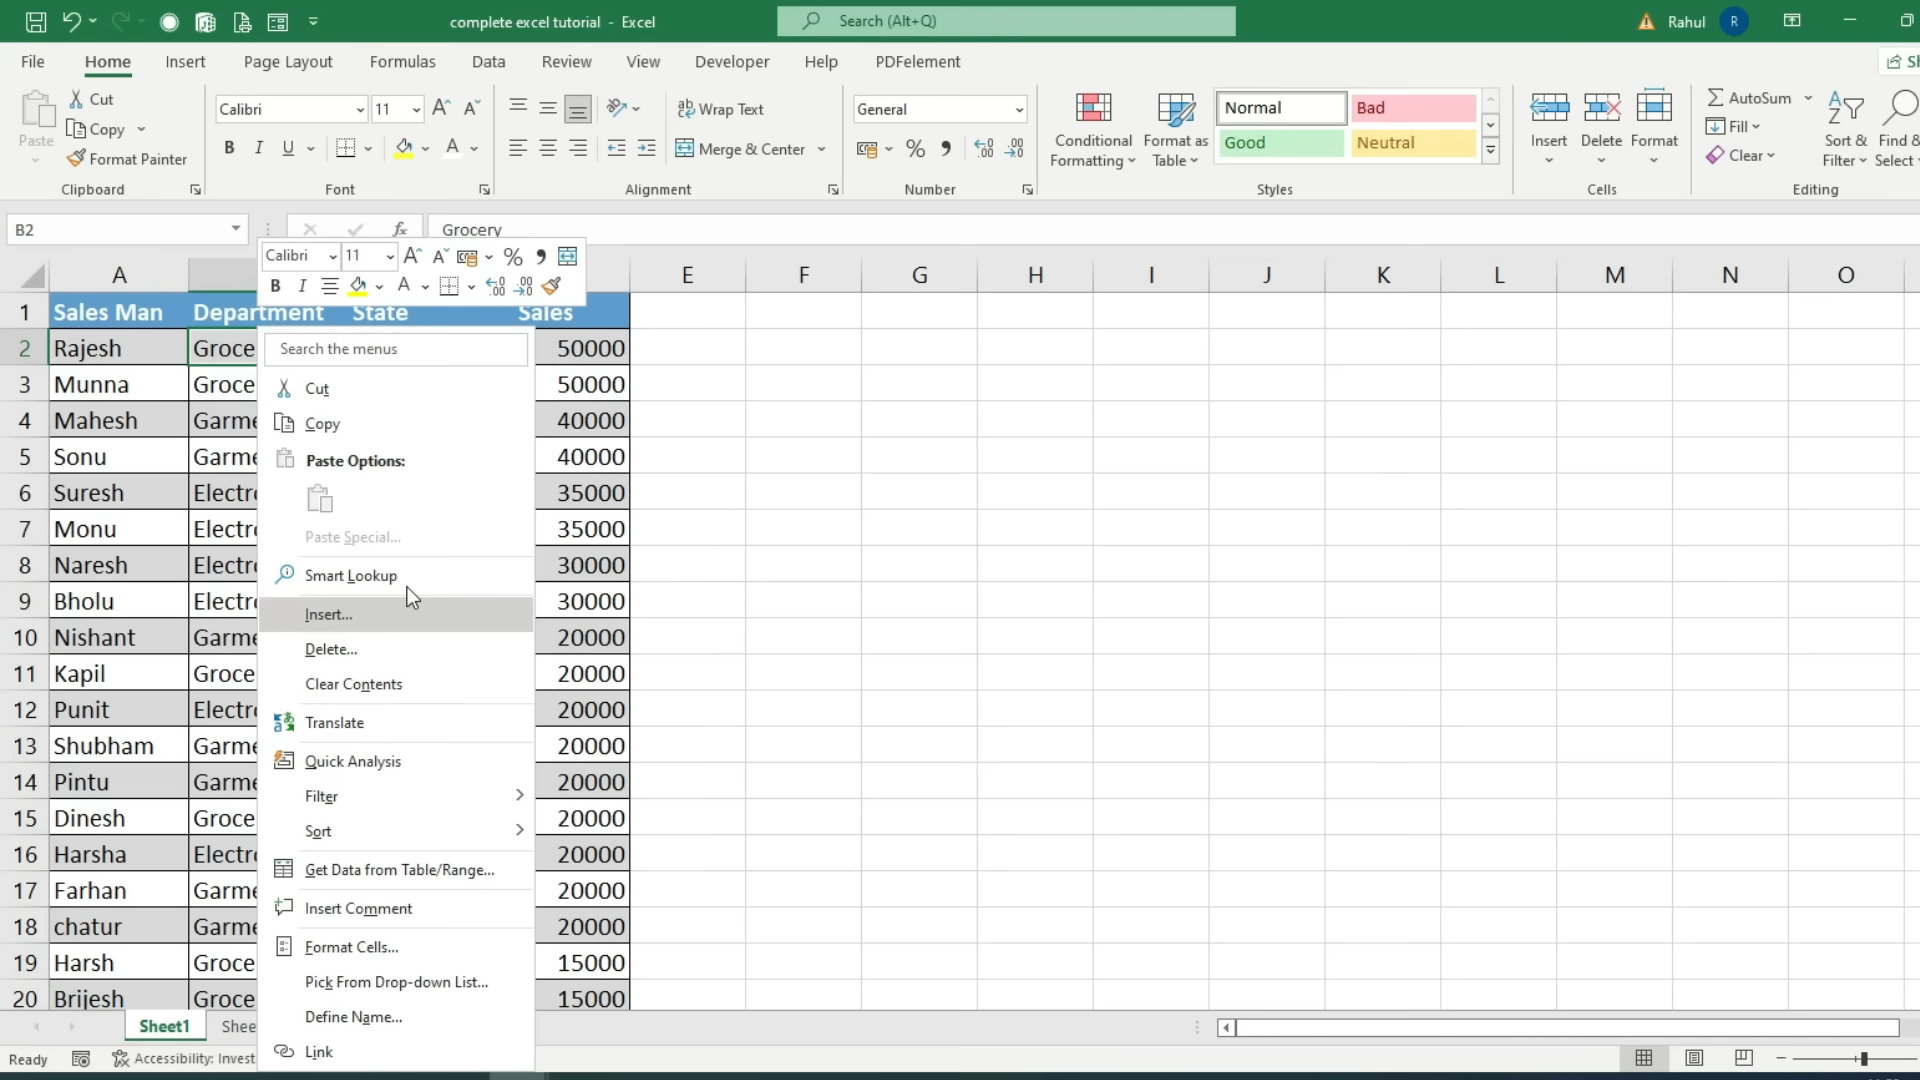 complete excel tutorial - Excel
Search (Alt+Q)
Rahul R
File Home Insert Page Layout Formulas Data Review View Developer Help PDFelement
Cut
Copy
Format Painter
Paste
Clipboard
Calibri 11
B I U
Font
Wrap Text
Merge & Center
Alignment
General
Number
Conditional Formatting
Format as Table
Normal Bad
Good Neutral
Styles
Insert Delete Format
Cells
AutoSum
Fill
Clear
Sort & Filter
Find & Select
Editing
B2
fx Grocery
Calibri 11
B I
A E F G H I J K L M N O
1 Sales Man Department State Sales
2 Rajesh Groce 50000
3 Munna Groce 50000
4 Mahesh Garme 40000
5 Sonu Garme 40000
6 Suresh Electr 35000
7 Monu Electr 35000
8 Naresh Electr 30000
9 Bholu Electr 30000
10 Nishant Garme 20000
11 Kapil Groce 20000
12 Punit Electr 20000
13 Shubham Garme 20000
14 Pintu Garme 20000
15 Dinesh Groce 20000
16 Harsha Electr 20000
17 Farhan Garme 20000
18 chatur Garme 20000
19 Harsh Groce 15000
20 Brijesh Groce 15000
Search the menus
Cut
Copy
Paste Options:
Paste Special...
Smart Lookup
Insert...
Delete...
Clear Contents
Translate
Quick Analysis
Filter
Sort
Get Data from Table/Range...
Insert Comment
Format Cells...
Pick From Drop-down List...
Define Name...
Link
Sheet1 Shee
Ready Accessibility: Invest